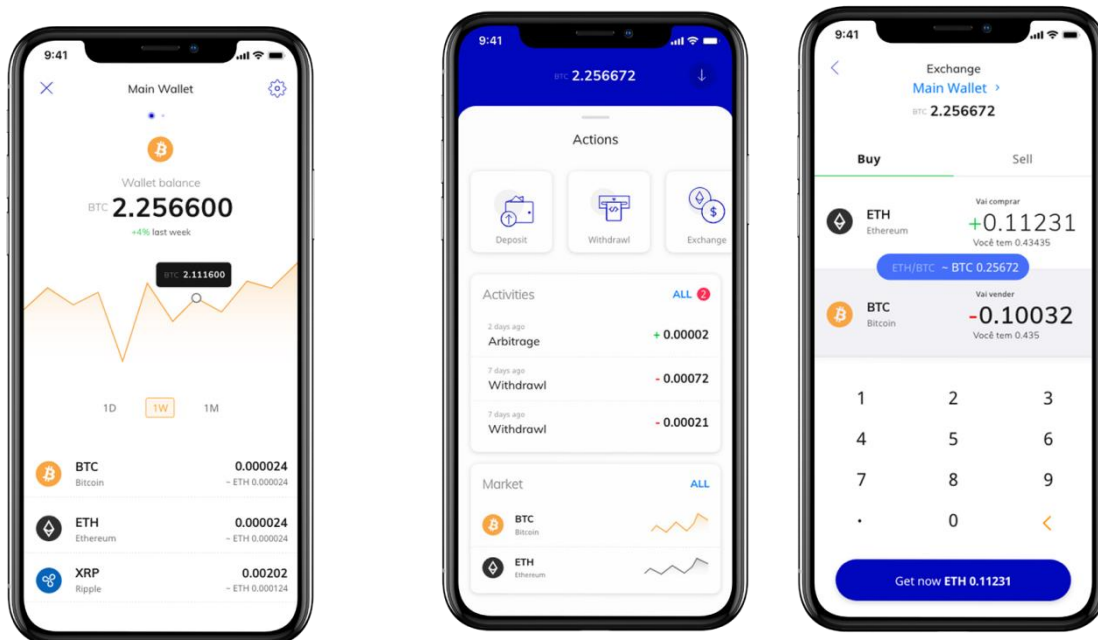 9:41
Main Wallet
Wallet balance
BTC 2.256600
+4% last week
BTC 2.111600
1D 1W 1M
BTC 0.000024
Bitcoin ~ ETH 0.000024
ETH 0.000024
Ethereum ~ ETH 0.000024
XRP 0.00202
Ripple ~ ETH 0.000124
9:41
BTC 2.256672
Actions
Deposit Withdrawl Exchange
Activities ALL 2
2 days ago
Arbitrage + 0.00002
7 days ago
Withdrawl - 0.00072
7 days ago
Withdrawl - 0.00021
Market ALL
BTC
Bitcoin
ETH
Ethereum
9:41
Exchange
Main Wallet >
BTC 2.256672
Buy Sell
Vai comprar
ETH +0.11231
Ethereum Você tem 0.43435
ETH/BTC ~ BTC 0.25672
Vai vender
BTC -0.10032
Bitcoin Você tem 0.435
1 2 3
4 5 6
7 8 9
. 0 <
Get now ETH 0.11231